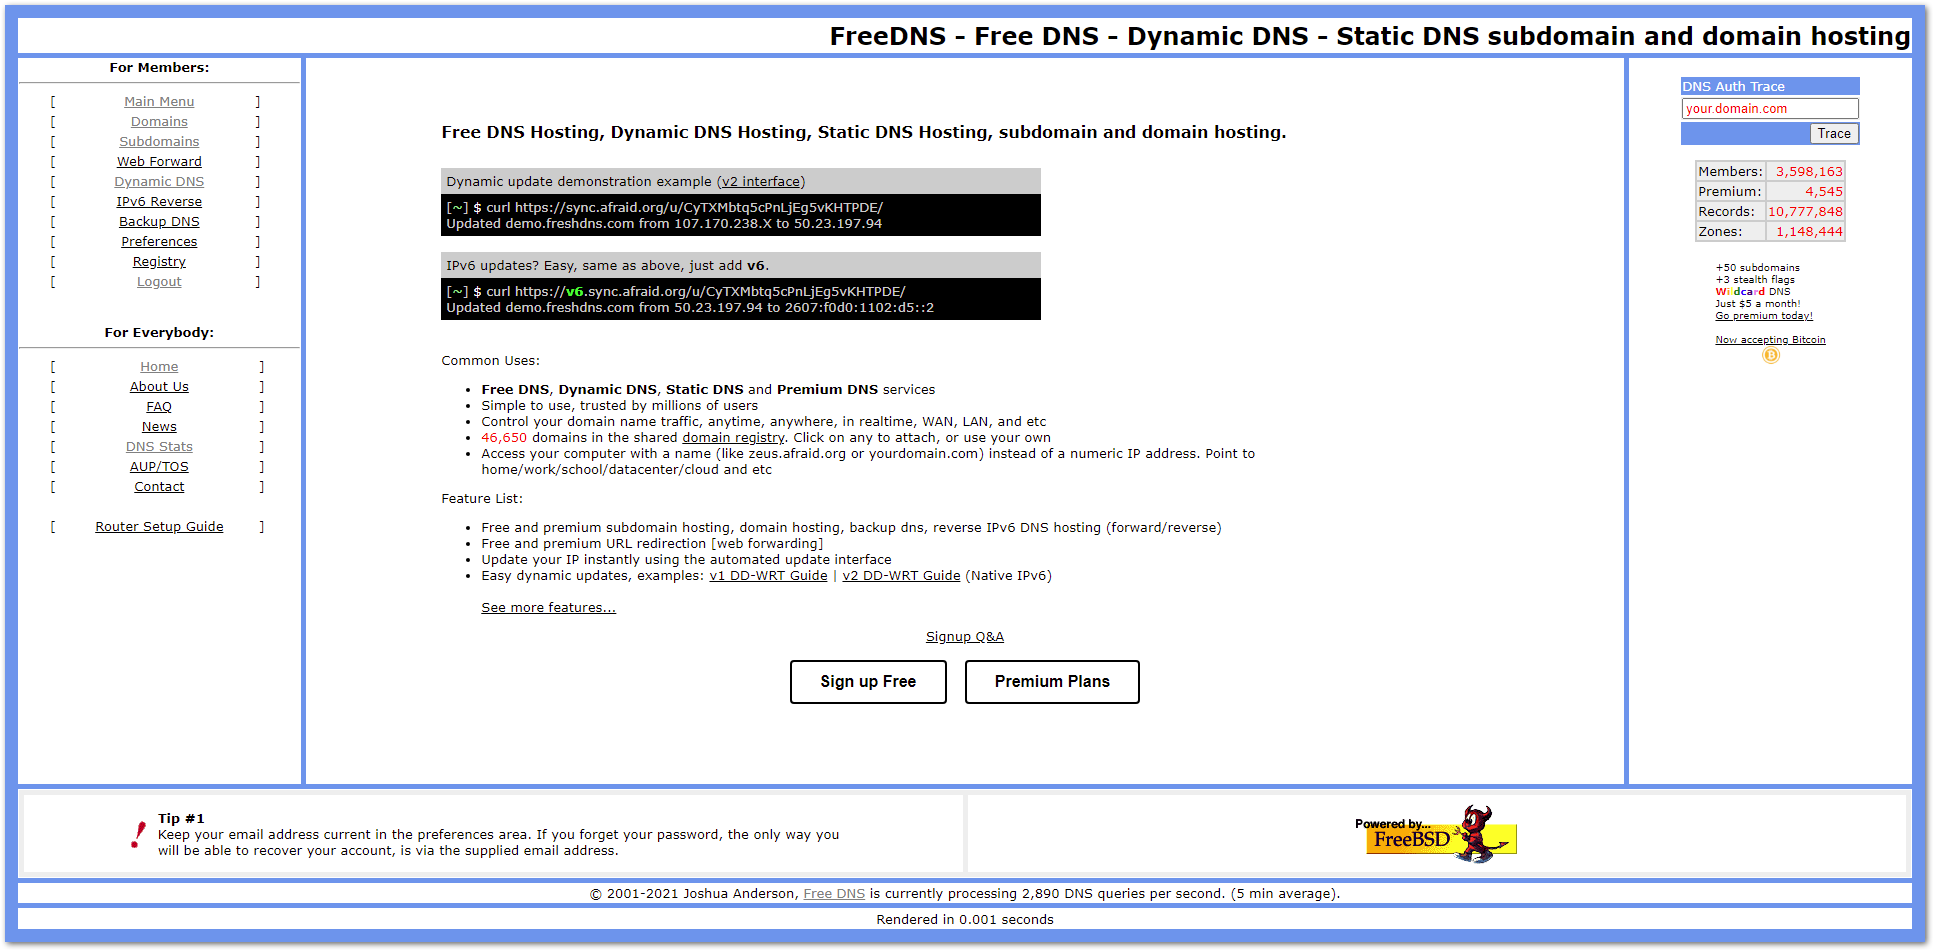 FreeDNS - Free DNS - Dynamic DNS - Static DNS subdomain and domain hosting
For Members:
[ Main Menu ]
[ Domains ]
[ Subdomains ]
[ Web Forward ]
[ Dynamic DNS ]
[ IPv6 Reverse ]
[ Backup DNS ]
[ Preferences ]
[ Registry ]
[ Logout ]
For Everybody:
[ Home ]
[ About Us ]
[ FAQ ]
[ News ]
[ DNS Stats ]
[ AUP/TOS ]
[ Contact ]
[ Router Setup Guide ]
Free DNS Hosting, Dynamic DNS Hosting, Static DNS Hosting, subdomain and domain hosting.
Dynamic update demonstration example (v2 interface)
[~] $ curl https://sync.afraid.org/u/CyTXMbtq5cPnLjEg5vKHTPDE/
Updated demo.freshdns.com from 107.170.238.X to 50.23.197.94
IPv6 updates? Easy, same as above, just add v6.
[~] $ curl https://v6.sync.afraid.org/u/CyTXMbtq5cPnLjEg5vKHTPDE/
Updated demo.freshdns.com from 50.23.197.94 to 2607:f0d0:1102:d5::2
Common Uses:
• Free DNS, Dynamic DNS, Static DNS and Premium DNS services
• Simple to use, trusted by millions of users
• Control your domain name traffic, anytime, anywhere, in realtime, WAN, LAN, and etc
• 46,650 domains in the shared domain registry. Click on any to attach, or use your own
• Access your computer with a name (like zeus.afraid.org or yourdomain.com) instead of a numeric IP address. Point to
home/work/school/datacenter/cloud and etc
Feature List:
• Free and premium subdomain hosting, domain hosting, backup dns, reverse IPv6 DNS hosting (forward/reverse)
• Free and premium URL redirection [web forwarding]
• Update your IP instantly using the automated update interface
• Easy dynamic updates, examples: v1 DD-WRT Guide | v2 DD-WRT Guide (Native IPv6)
See more features...
Signup Q&A
Sign up Free Premium Plans
DNS Auth Trace
your.domain.com
Trace
Members: 3,598,163
Premium: 4,545
Records: 10,777,848
Zones: 1,148,444
+50 subdomains
+3 stealth flags
Wildcard DNS
Just $5 a month!
Go premium today!
Now accepting Bitcoin
Tip #1
Keep your email address current in the preferences area. If you forget your password, the only way you
will be able to recover your account, is via the supplied email address.
Powered by...
FreeBSD
© 2001-2021 Joshua Anderson, Free DNS is currently processing 2,890 DNS queries per second. (5 min average).
Rendered in 0.001 seconds